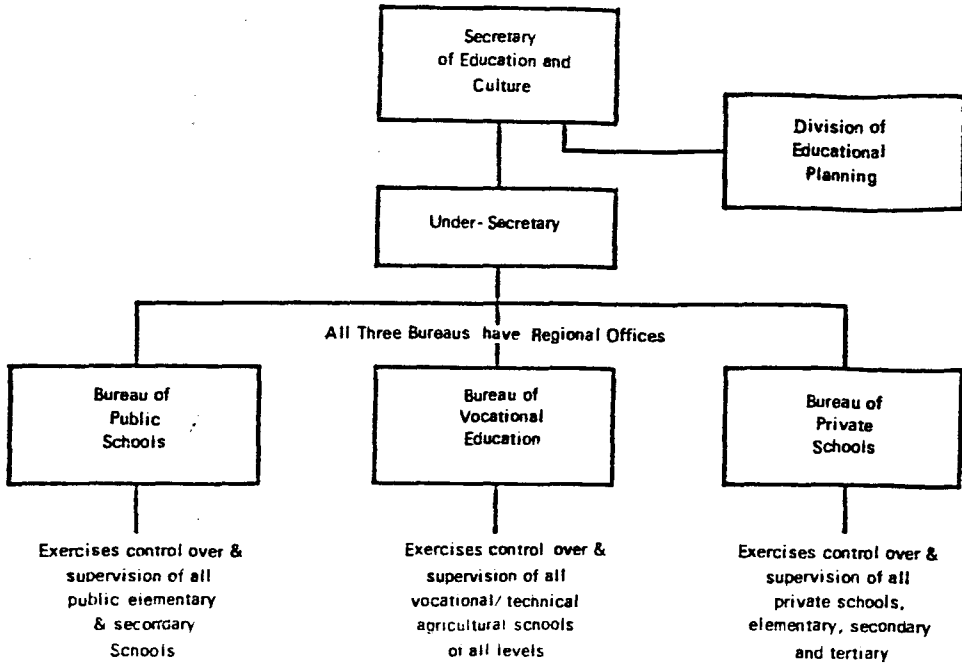 Secretary
of Education and
Culture
Division of
Educational
Planning
Under-Secretary
All Three Bureaus have Regional Offices
Bureau of
Public
Schools
Bureau of
Vocational
Education
Bureau of
Private
Schools
Exercises control over &
supervision of all
public elementary
& secondary
Schools
Exercises control over &
supervision of all
vocational/ technical
agricultural schools
of all levels
Exercises control over &
supervision of all
private schools,
elementary, secondary
and tertiary